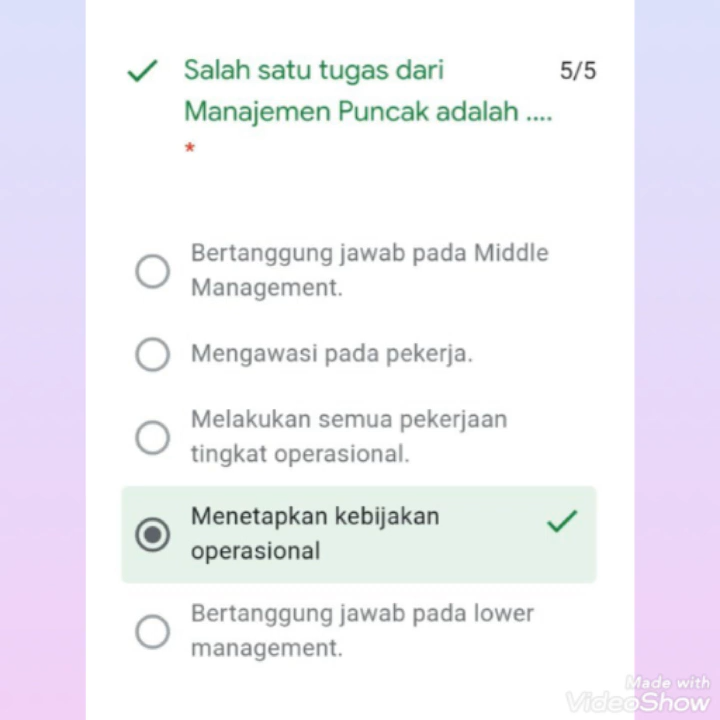 Salah satu tugas dari
5/5
Manajemen Puncak adalah ....
*
Bertanggung jawab pada Middle
Management.
Mengawasi pada pekerja.
Melakukan semua pekerjaan
tingkat operasional.
Menetapkan kebijakan
operasional
Bertanggung jawab pada lower
management.
Made with
VideoShow